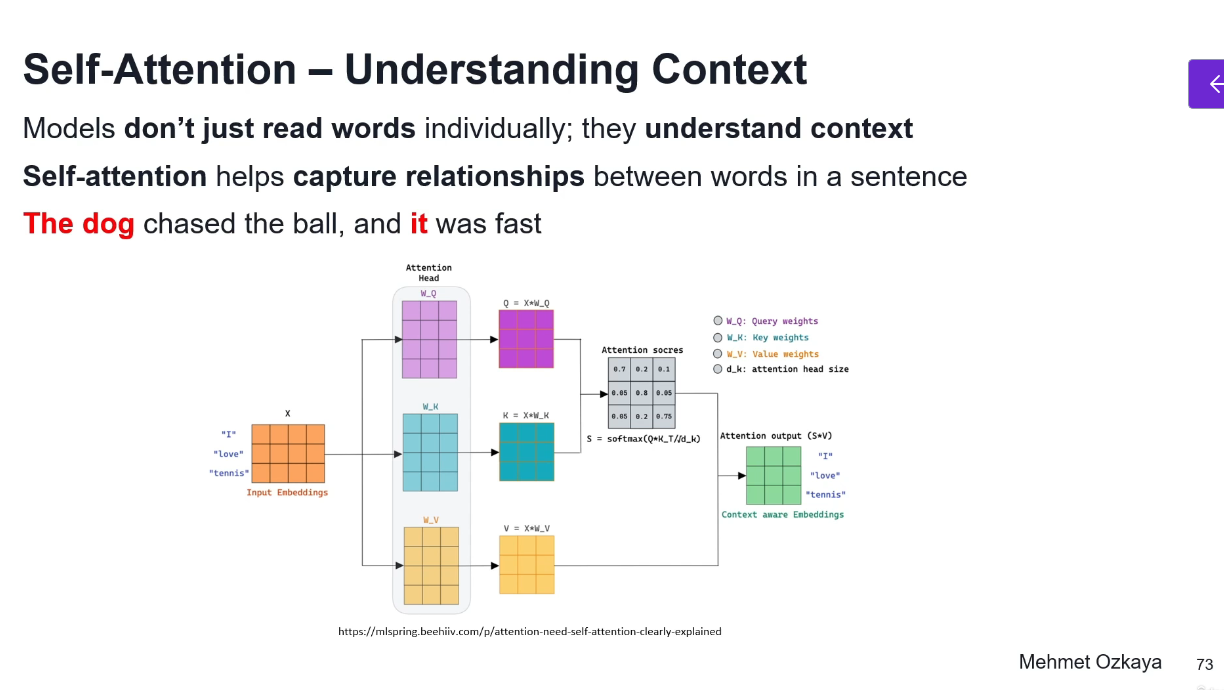 Self-Attention – Understanding Context
Models don't just read words individually; they understand context
Self-attention helps capture relationships between words in a sentence
The dog chased the ball, and it was fast
Attention
Head
W_Q
Q = X*W_Q
W_Q: Query weights
W_K: Key weights
W_V: Value weights
d_k: attention head size
Attention socres
0.7 0.2 0.1
0.05 0.8 0.05
0.05 0.2 0.75
S = softmax(Q*K_T/√d_k)
W_K
K = X*W_K
X
"I"
"love"
"tennis"
Input Embeddings
Attention output (S*V)
"I"
"love"
"tennis"
Context aware Embeddings
W_V
V = X*W_V
https://mlspring.beehiiv.com/p/attention-need-self-attention-clearly-explained
Mehmet Ozkaya
73